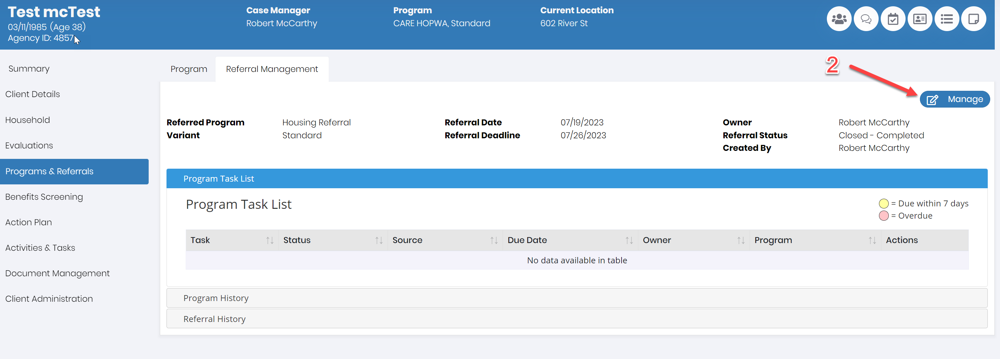 Test mcTest
03/11/1985 (Age 38)
Agency ID: 4857
Case Manager
Robert McCarthy
Program
CARE HOPWA, Standard
Current Location
602 River St
2
Summary
Client Details
Household
Evaluations
Programs & Referrals
Benefits Screening
Action Plan
Activities & Tasks
Document Management
Client Administration
Program Referral Management
Manage
Referred Program Housing Referral
Variant Standard
Referral Date 07/19/2023
Referral Deadline 07/26/2023
Owner Robert McCarthy
Referral Status Closed - Completed
Created By Robert McCarthy
Program Task List
Program Task List
= Due within 7 days
= Overdue
Task Status Source Due Date Owner Program Actions
No data available in table
Program History
Referral History